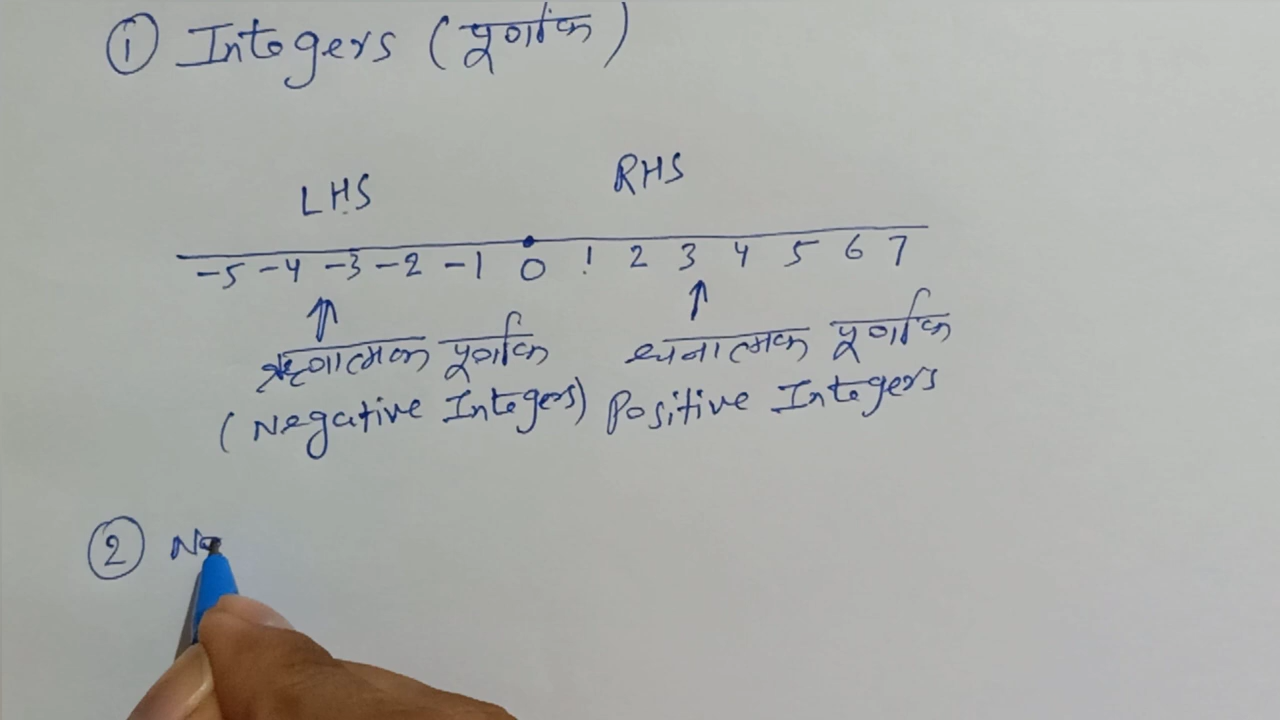 ① Integers (पूर्णांक)
LHS RHS
-5 -4 -3 -2 -1 0 1 2 3 4 5 6 7
ऋणात्मक पूर्णांक धनात्मक पूर्णांक
(Negative Integers) Positive Integers
② Na